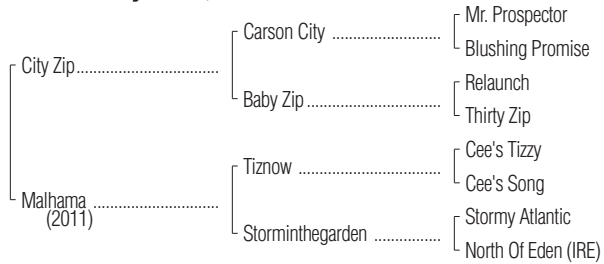 Mr. Prospector
Carson City ........................
Blushing Promise
City Zip................................
Relaunch
Baby Zip..............................
Thirty Zip
Cee's Tizzy
Tiznow ................................
Cee's Song
Malhama ............................
(2011)
Stormy Atlantic
Storminthegarden ...............
North Of Eden (IRE)